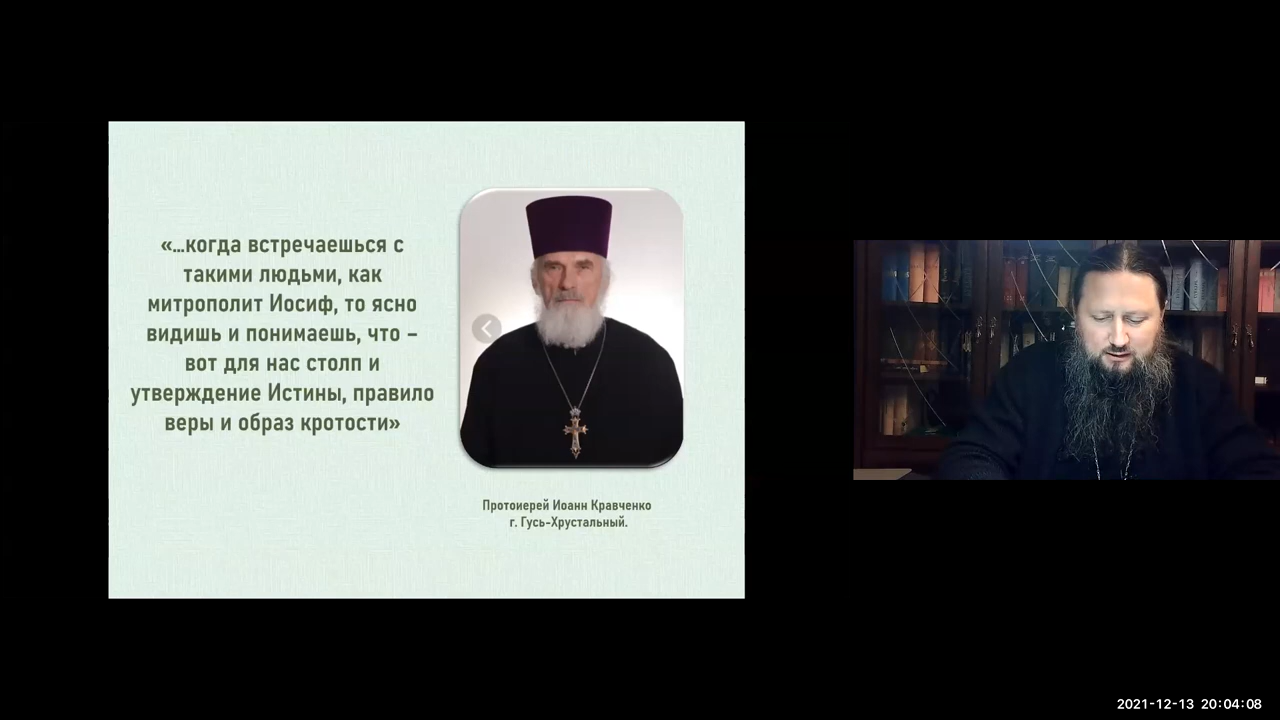 «…когда встречаешься с
такими людьми, как
митрополит Иосиф, то ясно
видишь и понимаешь, что –
вот для нас столп и
утверждение Истины, правило
веры и образ кротости»
Протоиерей Иоанн Кравченко
г. Гусь-Хрустальный.
2021-12-13 20:04:08